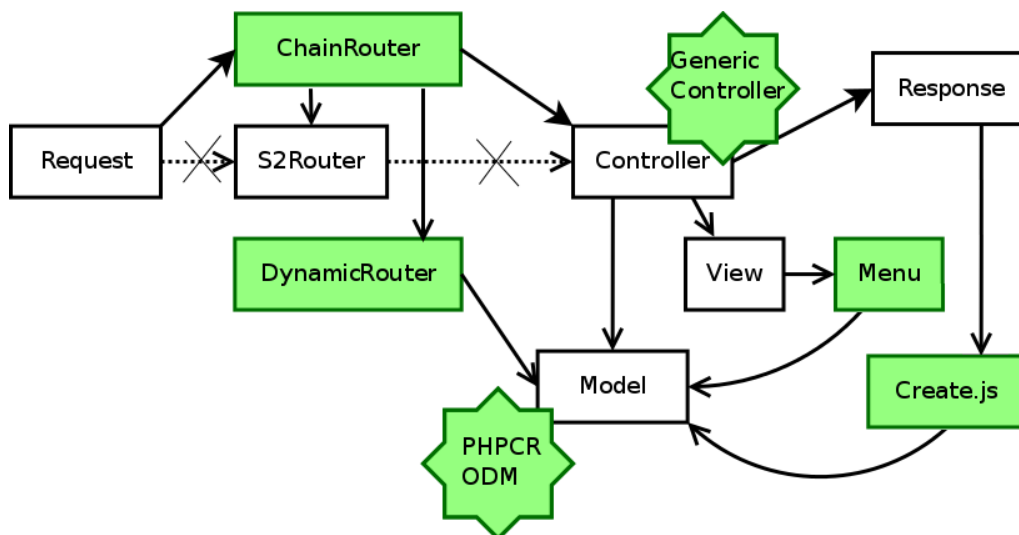 ChainRouter
Generic
Controller
Response
Request
S2Router
Controller
DynamicRouter
View
Menu
Model
Create.js
PHPCR
ODM